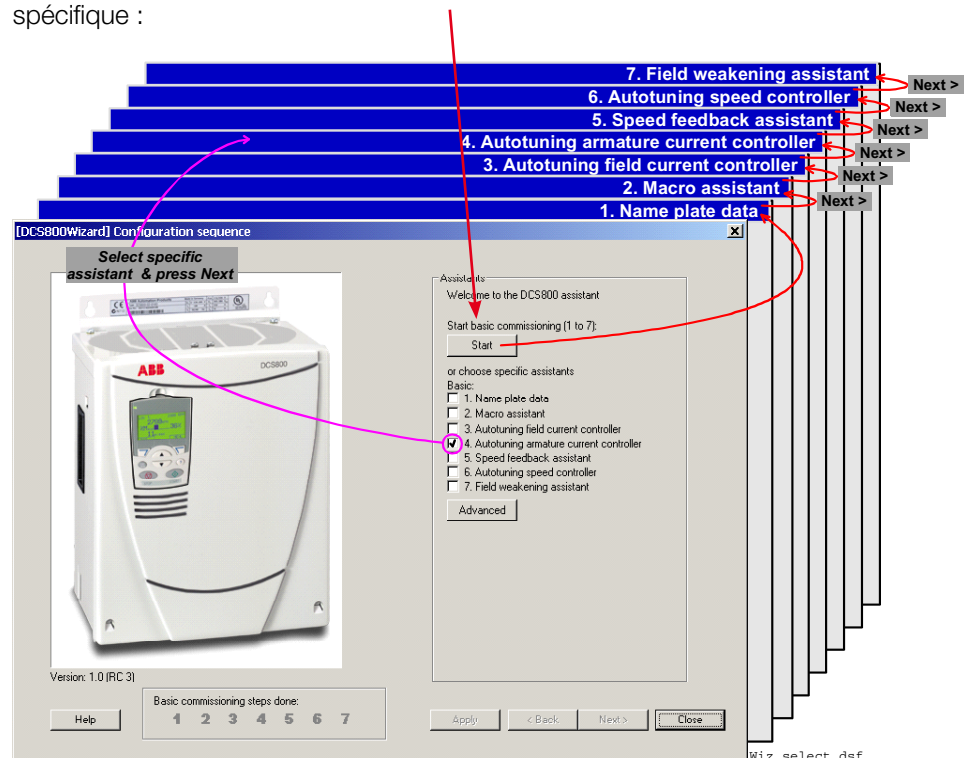 spécifique :
7. Field weakening assistant
Next >
6. Autotuning speed controller
Next >
5. Speed feedback assistant
Next >
4. Autotuning armature current controller
Next >
3. Autotuning field current controller
Next >
2. Macro assistant
Next >
1. Name plate data
[DCS800Wizard] Configuration sequence
Select specific
assistant & press Next
Assistants
Welcome to the DCS800 assistant
Start basic commissioning (1 to 7):
Start
or choose specific assistants
Basic:
1. Name plate data
2. Macro assistant
3. Autotuning field current controller
4. Autotuning armature current controller
5. Speed feedback assistant
6. Autotuning speed controller
7. Field weakening assistant
Advanced
ABB
DCS800
Version: 1.0 (RC 3)
Basic commissioning steps done:
1 2 3 4 5 6 7
Help
Apply
< Back
Next >
Close
Wiz select.dsf